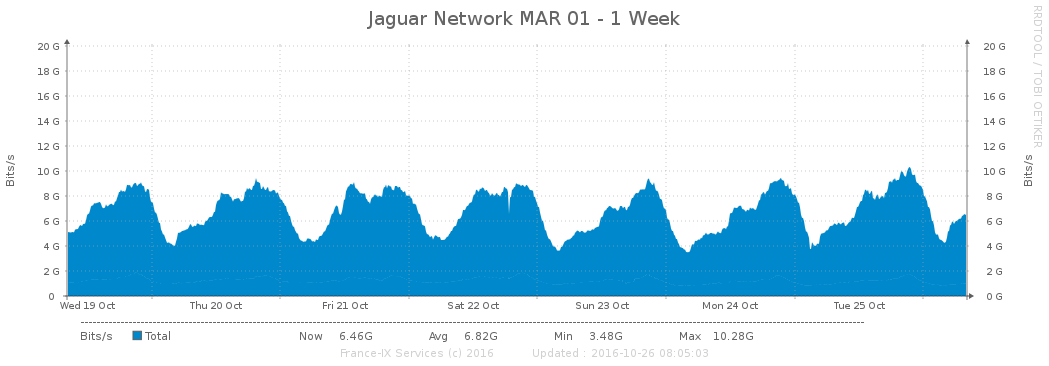 Jaguar Network MAR 01 - 1 Week
RRDTOOL / TOBI OETIKER
Bits/s
Bits/s
20 G 20 G
18 G 18 G
16 G 16 G
14 G 14 G
12 G 12 G
10 G 10 G
8 G 8 G
6 G 6 G
4 G 4 G
2 G 2 G
0 0 G
Wed 19 Oct Thu 20 Oct Fri 21 Oct Sat 22 Oct Sun 23 Oct Mon 24 Oct Tue 25 Oct
Bits/s Total Now 6.46G Avg 6.82G Min 3.48G Max 10.28G
France-IX Services (c) 2016 Updated : 2016-10-26 08:05:03